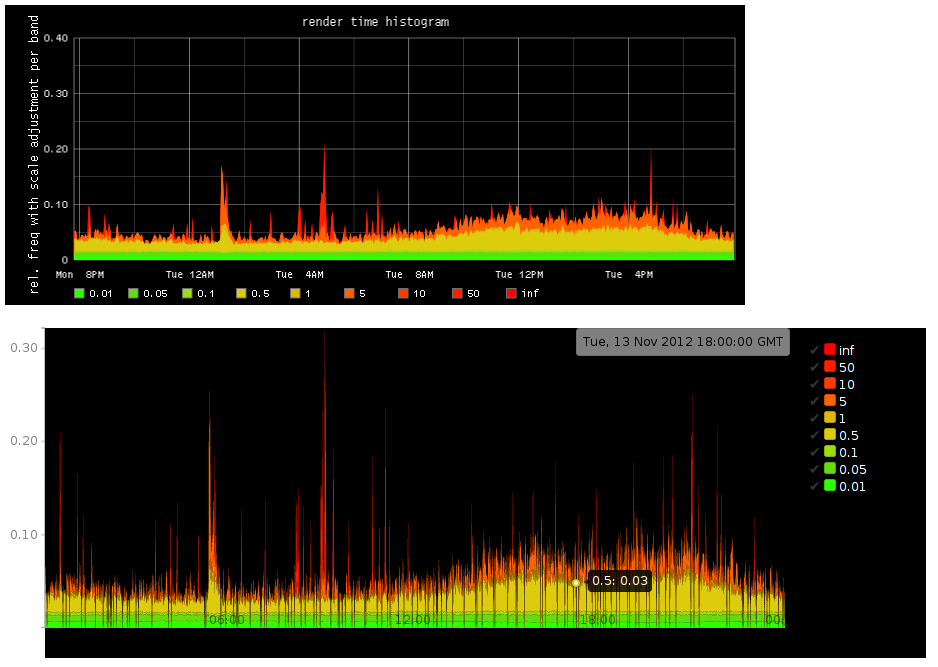 render time histogram
rel. freq with scale adjustment per band
0.40
0.30
0.20
0.10
0
Mon 8PM Tue 12AM Tue 4AM Tue 8AM Tue 12PM Tue 4PM
0.01 0.05 0.1 0.5 1 5 10 50 inf
Tue, 13 Nov 2012 18:00:00 GMT
0.30
0.20
0.10
0.5: 0.03
06:00 12:00 18:00 00:
inf
50
10
5
1
0.5
0.1
0.05
0.01